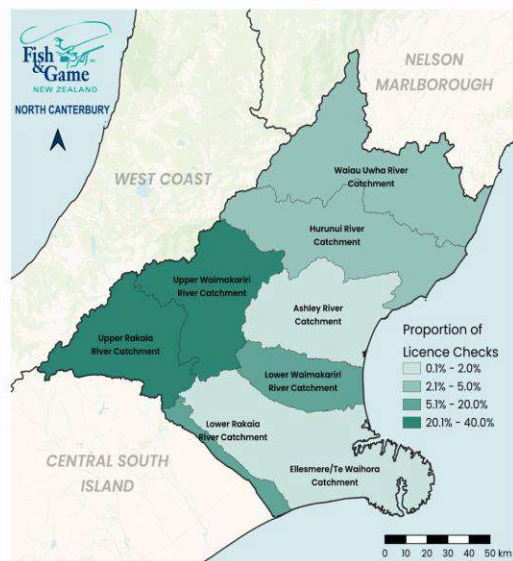 Fish
&Game
NEW ZEALAND
NORTH CANTERBURY
NELSON
MARLBOROUGH
WEST COAST
Waiau Uwha River
Catchment
Hurunui River
Catchment
Upper Waimakariri
River Catchment
Ashley River
Catchment
Upper Rakaia
River Catchment
Lower Waimakariri
River Catchment
Lower Rakaia
River Catchment
Ellesmere/Te Waihora
Catchment
CENTRAL SOUTH
ISLAND
Proportion of
Licence Checks
0.1% - 2.0%
2.1% - 5.0%
5.1% - 20.0%
20.1% - 40.0%
0 10 20 30 40 50 km